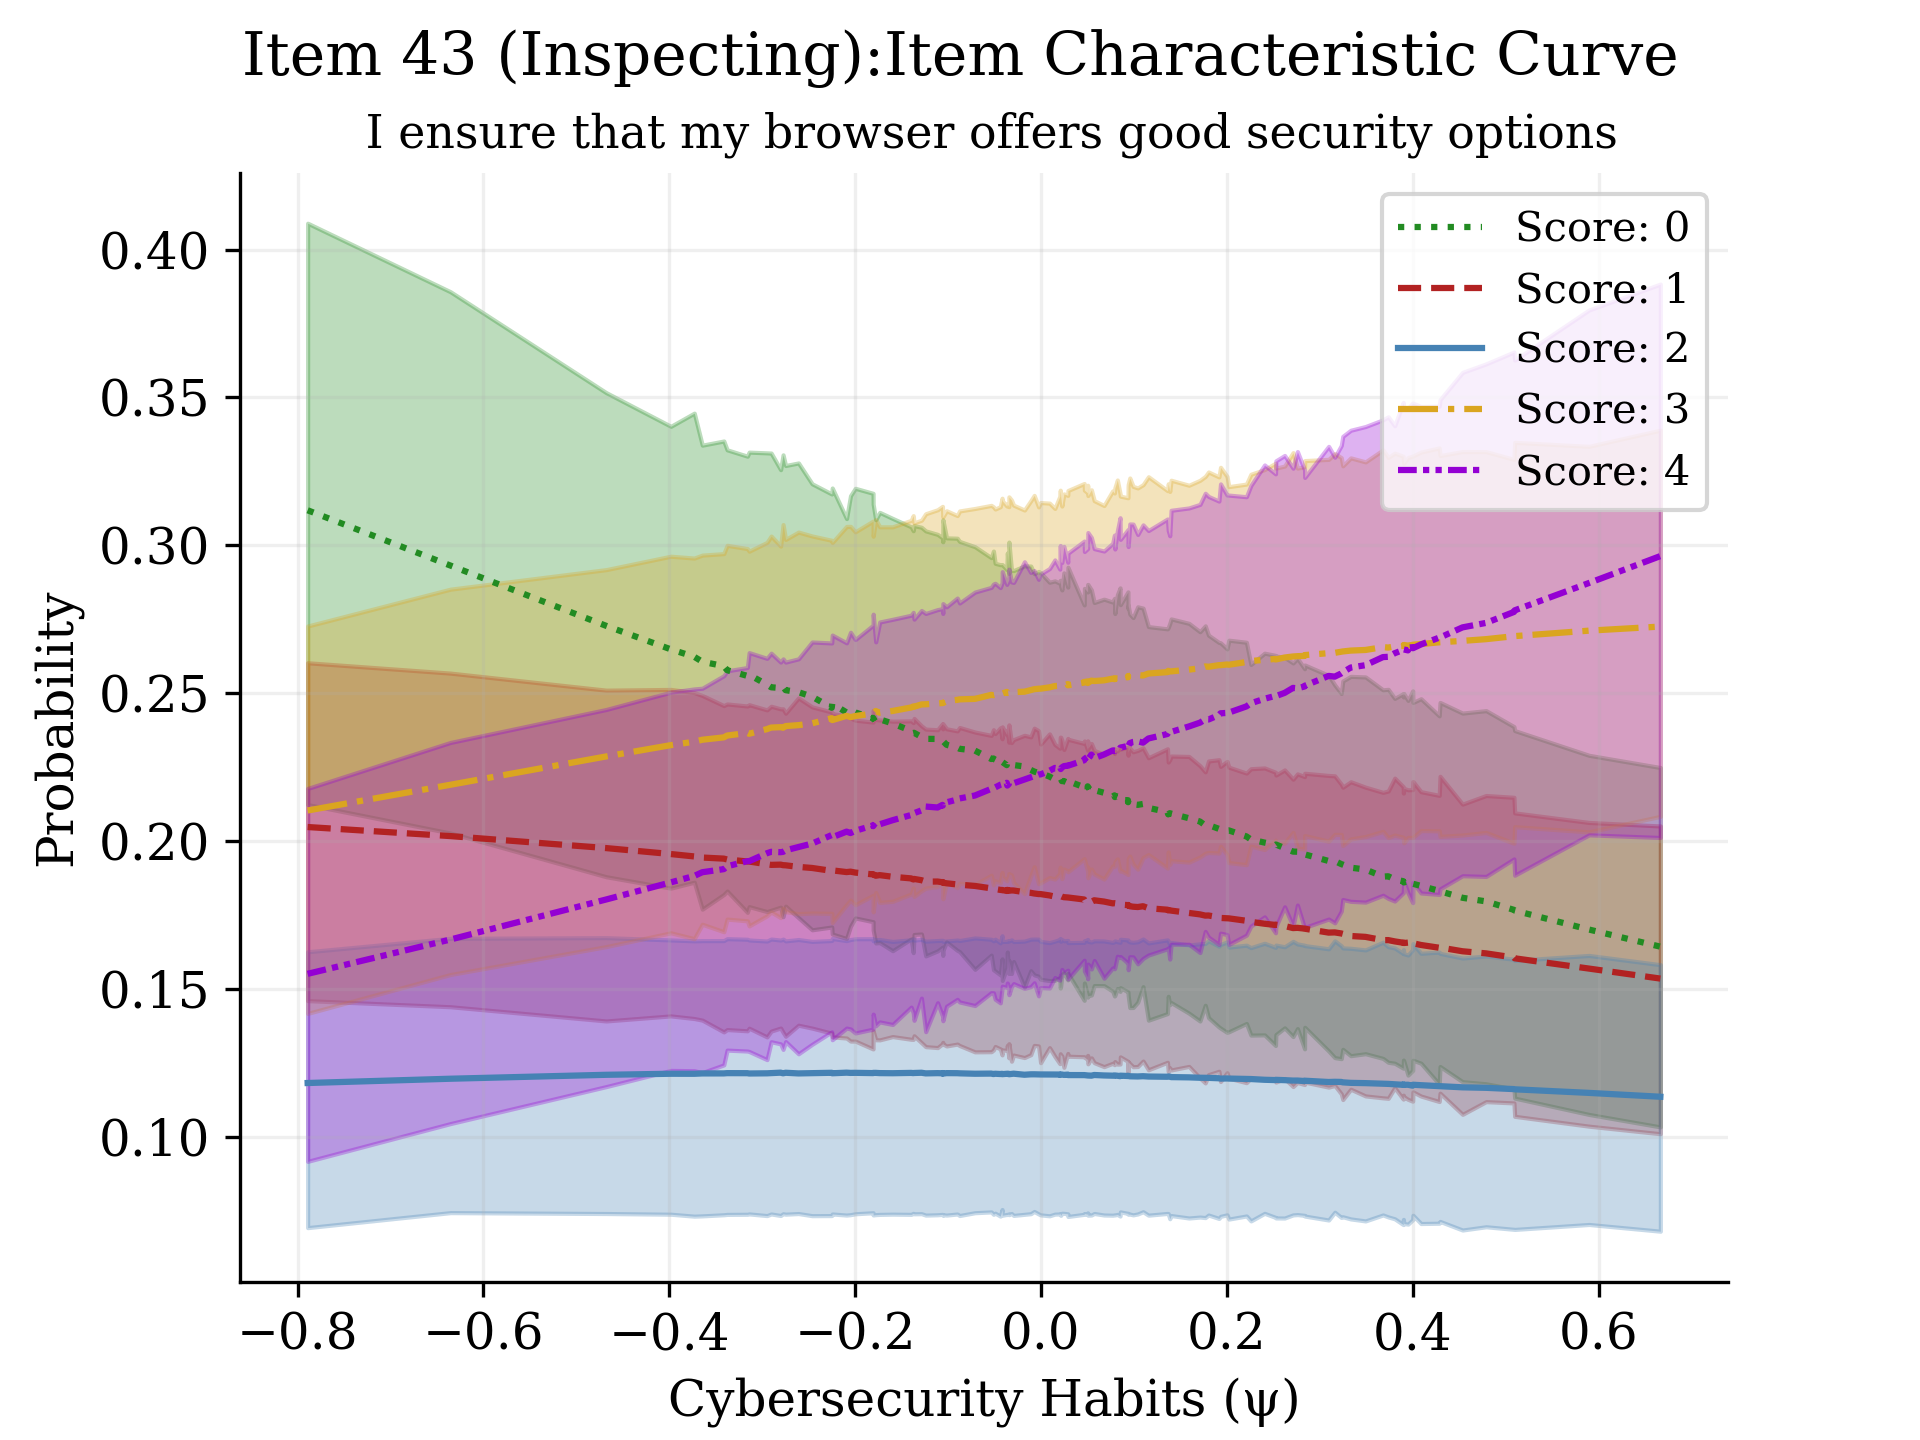 Item 43 (Inspecting):Item Characteristic Curve
I ensure that my browser offers good security options
Score: 0
Score: 1
Score: 2
Score: 3
Score: 4
Probability
0.40
0.35
0.30
0.25
0.20
0.15
0.10
−0.8 −0.6 −0.4 −0.2 0.0 0.2 0.4 0.6
Cybersecurity Habits (ψ)